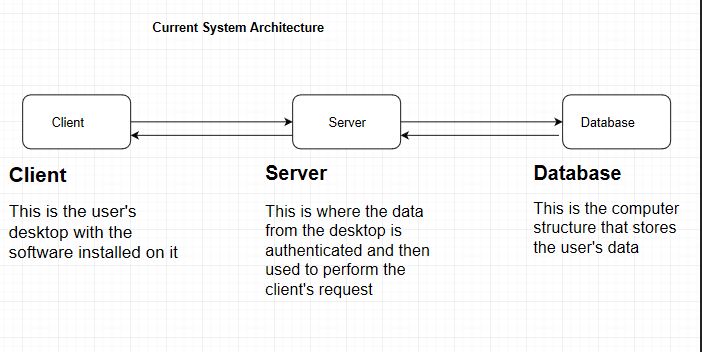 Current System Architecture
Client
Server
Database
Client
This is the user's
desktop with the
software installed on it
Server
This is where the data
from the desktop is
authenticated and then
used to perform the
client's request
Database
This is the computer
structure that stores
the user's data